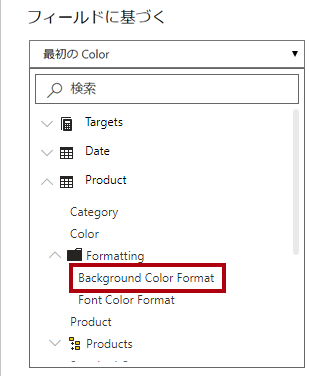 フィールドに基づく
最初の Color
検索
Targets
Date
Product
Category
Color
Formatting
Background Color Format
Font Color Format
Product
Products